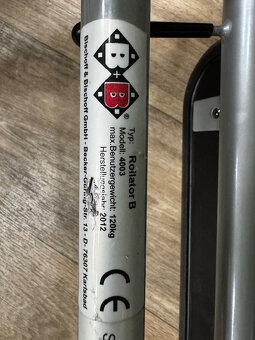 B+B
Typ: Rollator B
Modell: 4003
max.Benutzergewicht: 120kg
Herstellungsjahr 2012
Bischoff & Bischoff GmbH - Becker-Göring-Str. 13 - D- 76307 Karlsbad
CE
S